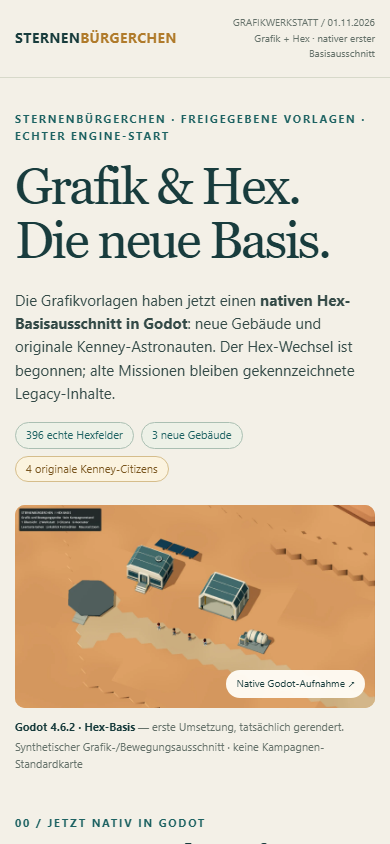 STERNENBÜRGERCHEN
GRAFIKWERKSTATT / 01.11.2026
Grafik + Hex · nativer erster
Basisausschnitt
STERNENBÜRGERCHEN · FREIGEGEBENE VORLAGEN ·
ECHTER ENGINE-START
Grafik & Hex.
Die neue Basis.
Die Grafikvorlagen haben jetzt einen nativen Hex-
Basisausschnitt in Godot: neue Gebäude und
originale Kenney-Astronauten. Der Hex-Wechsel ist
begonnen; alte Missionen bleiben gekennzeichnete
Legacy-Inhalte.
396 echte Hexfelder
3 neue Gebäude
4 originale Kenney-Citizens
Native Godot-Aufnahme ↗
Godot 4.6.2 · Hex-Basis — erste Umsetzung, tatsächlich gerendert.
Synthetischer Grafik-/Bewegungsausschnitt · keine Kampagnen-
Standardkarte
00 / JETZT NATIV IN GODOT